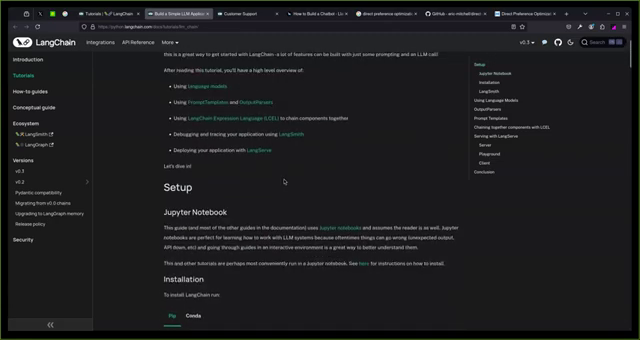 Tutorials | LangChain
Build a Simple LLM Applic
Customer Support
How to Build a Chatbot
direct preference optimizati
GitHub - eric-mitchell/direct
Direct Preference Optimizat
LangChain
Integrations
API Reference
More
v0.3
Search
Introduction
Tutorials
How-to guides
Conceptual guide
Ecosystem
LangSmith
LangGraph
Versions
v0.3
v0.2
Pydantic compatibility
Migrating from v0.0 chains
Upgrading to LangGraph memory
Release policy
Security
this is a great way to get started with LangChain - a lot of features can be built with just some prompting and an LLM call!
After reading this tutorial, you'll have a high level overview of:
Using language models
Using PromptTemplates and OutputParsers
Using LangChain Expression Language (LCEL) to chain components together
Debugging and tracing your application using LangSmith
Deploying your application with LangServe
Let's dive in!
Setup
Jupyter Notebook
This guide (and most of the other guides in the documentation) uses Jupyter notebooks and assumes the reader is as well. Jupyter
notebooks are perfect for learning how to work with LLM systems because oftentimes things can go wrong (unexpected output,
API down, etc) and going through guides in an interactive environment is a great way to better understand them.
This and other tutorials are perhaps most conveniently run in a Jupyter notebook. See here for instructions on how to install.
Installation
To install LangChain run:
Pip
Conda
Setup
Jupyter Notebook
Installation
LangSmith
Using Language Models
OutputParsers
Prompt Templates
Chaining together components with LCEL
Serving with LangServe
Server
Playground
Client
Conclusion